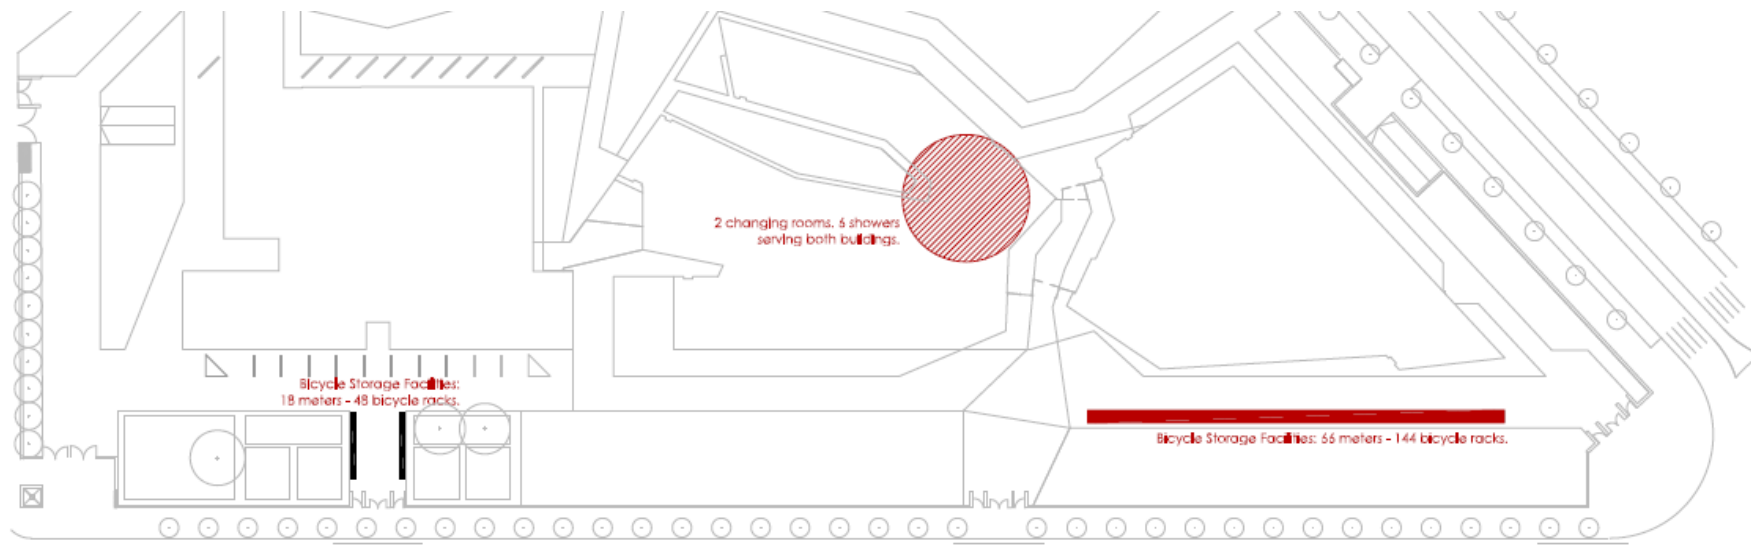 2 changing rooms, 6 showers
serving both buildings.
Bicycle Storage Facilities:
18 meters - 48 bicycle racks.
Bicycle Storage Facilities: 66 meters - 144 bicycle racks.